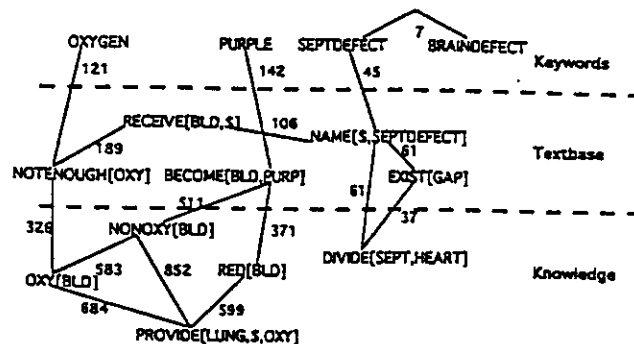 7
OXYGEN PURPLE SEPTDEFECT BRAINDEFECT Keywords
121 142 45
RECEIVE[BLD,S] 106 NAME[S,SEPTDEFECT] Textbase
189 61
NOTENOUGH[OXY] BECOME[BLD,PURP] 61 EXIST[GAP]
511 37
326 NONOXY[BLD] 371
583 852 RED[BLD] DIVIDE[SEPT,HEART] Knowledge
OXY[BLD]
684 599
PROVIDE[LUNG,S,OXY]